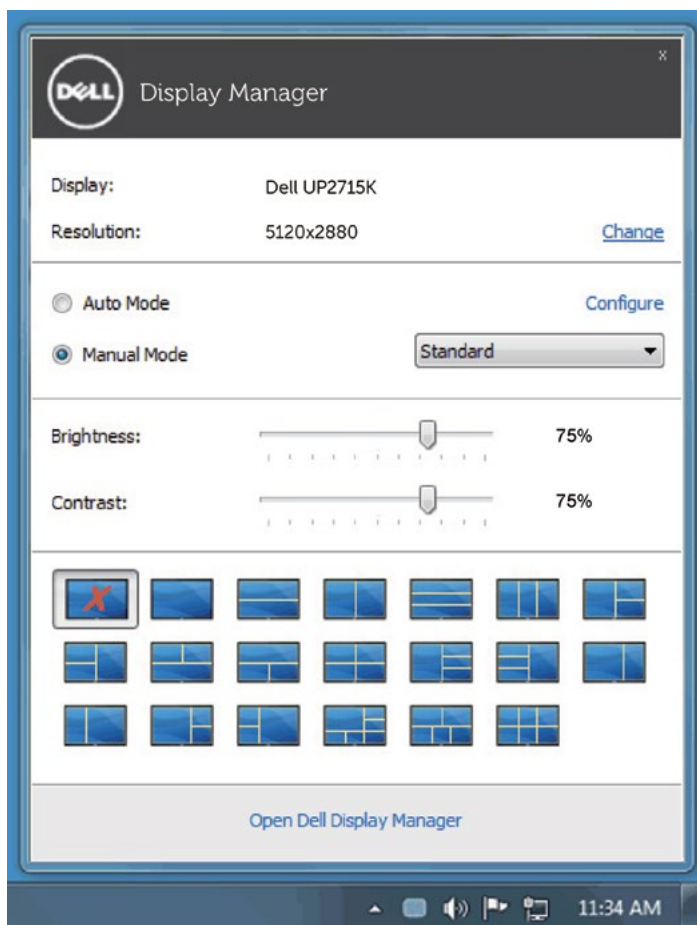 x
DELL Display Manager
Display: Dell UP2715K
Resolution: 5120x2880 Change
Auto Mode Configure
Manual Mode Standard
Brightness: 75%
Contrast: 75%
Open Dell Display Manager
11:34 AM